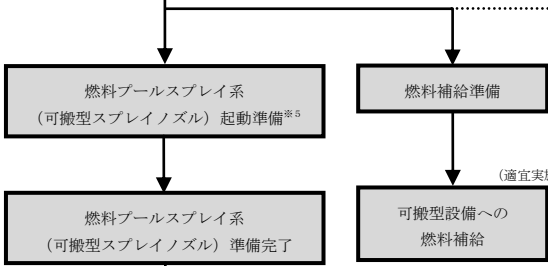 燃料プールスプレイ系
(可搬型スプレイノズル)起動準備※5
燃料補給準備
(適宜実施
燃料プールスプレイ系
(可搬型スプレイノズル)準備完了
可搬型設備への
燃料補給